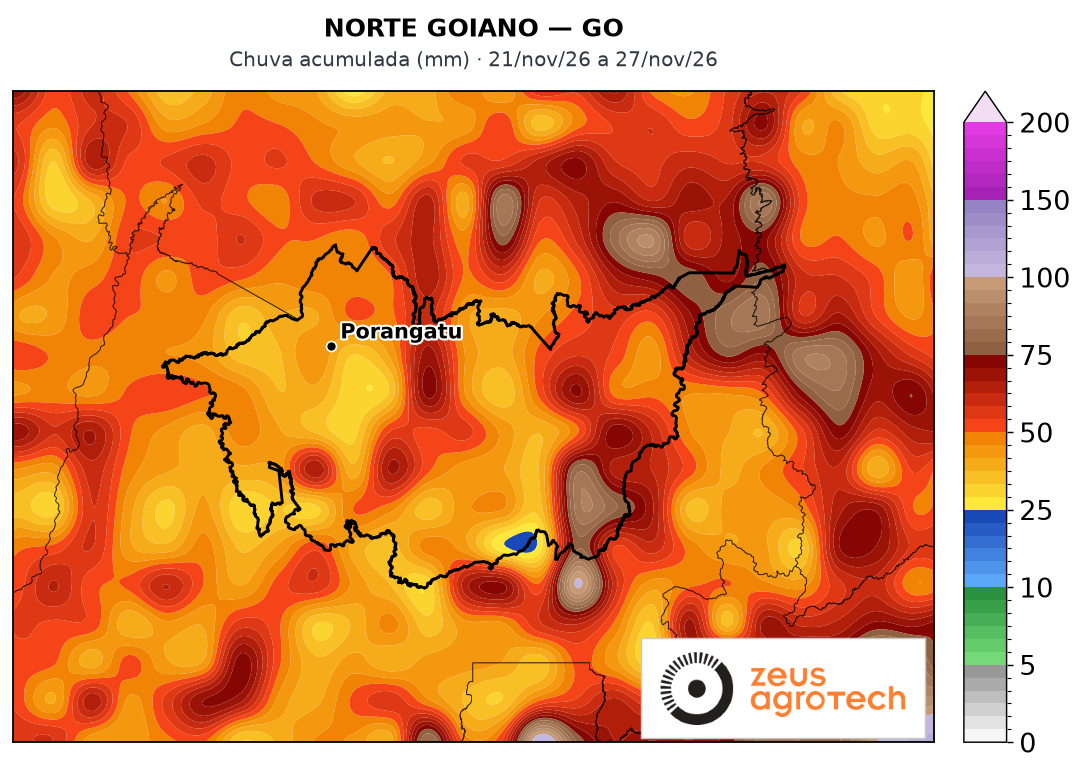 NORTE GOIANO — GO
Chuva acumulada (mm) · 21/nov/26 a 27/nov/26
Porangatu
200
150
100
75
50
25
10
5
0
zeus
agrotech